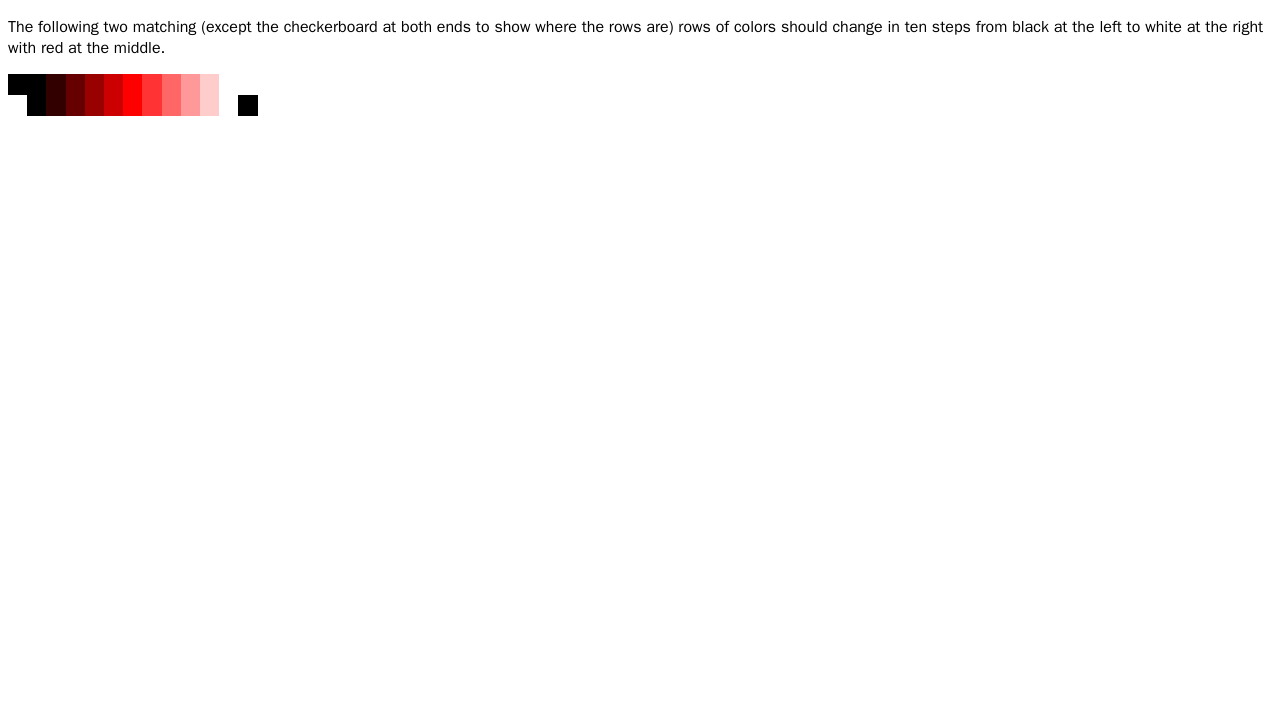 The following two matching (except the checkerboard at both ends to show where the rows are) rows of colors should change in ten steps from black at the left to white at the right
with red at the middle.